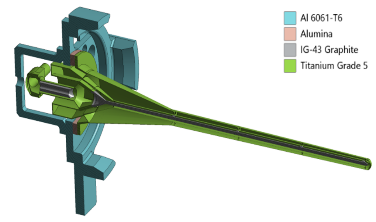 Al 6061-T6
Alumina
IG-43 Graphite
Titanium Grade 5